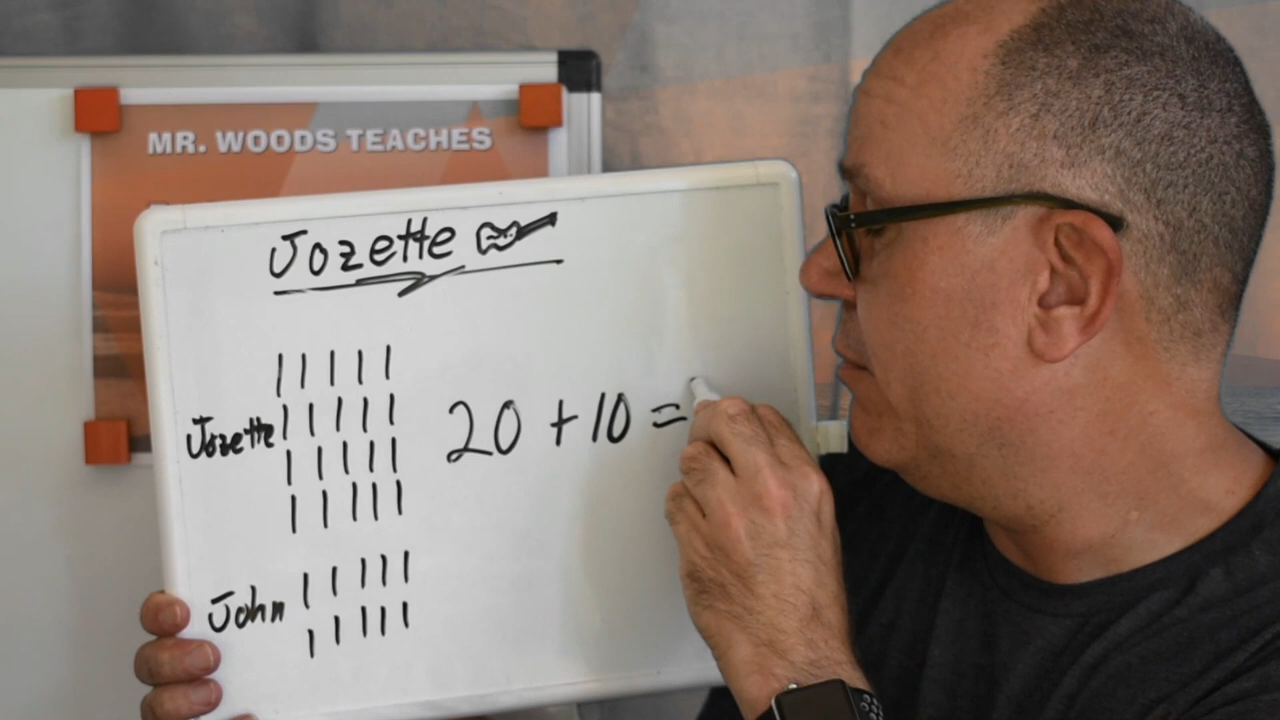 MR. WOODS TEACHES
Jozette
| | | | |
Jozette | | | | |
| | | | |
| | | | |
20 + 10 =
John | | | | |
| | | | |